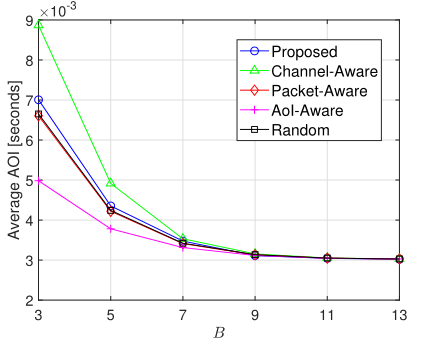 ×10⁻³
9
8
7
6
5
4
3
2
Average AOI [seconds]
Proposed
Channel-Aware
Packet-Aware
AoI-Aware
Random
3 5 7 9 11 13
B